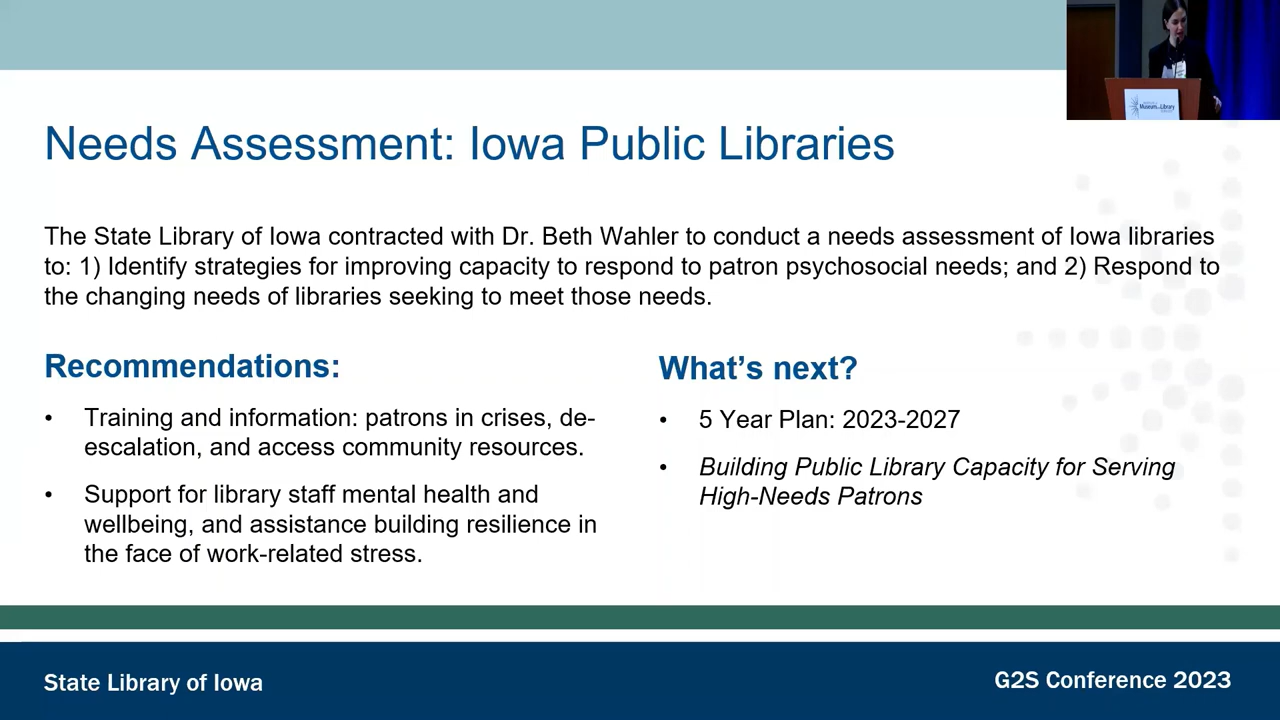 Museum and Library
Needs Assessment: Iowa Public Libraries
The State Library of Iowa contracted with Dr. Beth Wahler to conduct a needs assessment of Iowa libraries
to: 1) Identify strategies for improving capacity to respond to patron psychosocial needs; and 2) Respond to
the changing needs of libraries seeking to meet those needs.
Recommendations:
• Training and information: patrons in crises, de-
escalation, and access community resources.
• Support for library staff mental health and
wellbeing, and assistance building resilience in
the face of work-related stress.
What’s next?
• 5 Year Plan: 2023-2027
• Building Public Library Capacity for Serving
High-Needs Patrons
State Library of Iowa
G2S Conference 2023